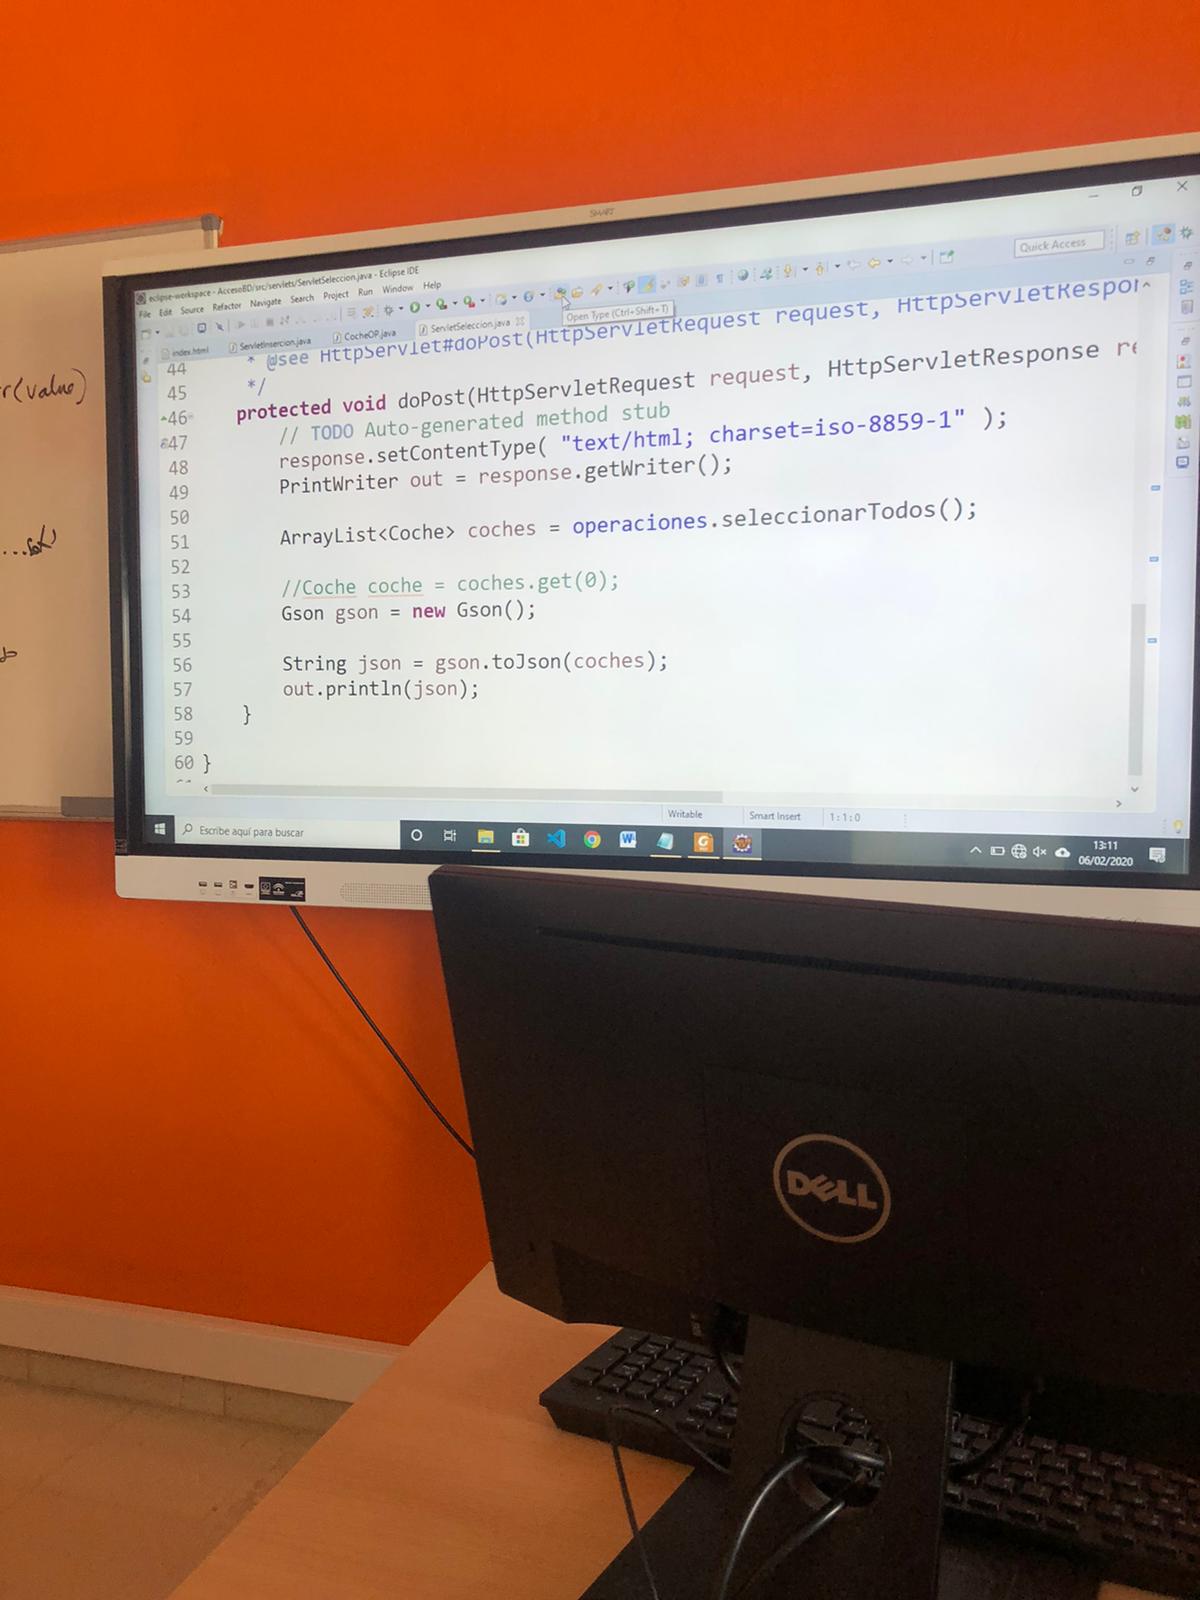 SMART
eclipse-workspace - AccesoBD/src/servlets/ServletSeleccion.java - Eclipse IDE
File Edit Source Refactor Navigate Search Project Run Window Help
Quick Access
Open Type (Ctrl+Shift+T)
index.html ServletInsercion.java CocheOP.java ServletSeleccion.java
44 * @see HttpServlet#doPost(HttpServletRequest request, HttpServletRespon
45 */
46 protected void doPost(HttpServletRequest request, HttpServletResponse re
47 // TODO Auto-generated method stub
48 response.setContentType( "text/html; charset=iso-8859-1" );
49 PrintWriter out = response.getWriter();
50
51 ArrayList<Coche> coches = operaciones.seleccionarTodos();
52
53 //Coche coche = coches.get(0);
54 Gson gson = new Gson();
55
56 String json = gson.toJson(coches);
57 out.println(json);
58 }
59
60 }
Writable Smart Insert 1:1:0
Escribe aquí para buscar
13:11
06/02/2020
r(value)
DELL